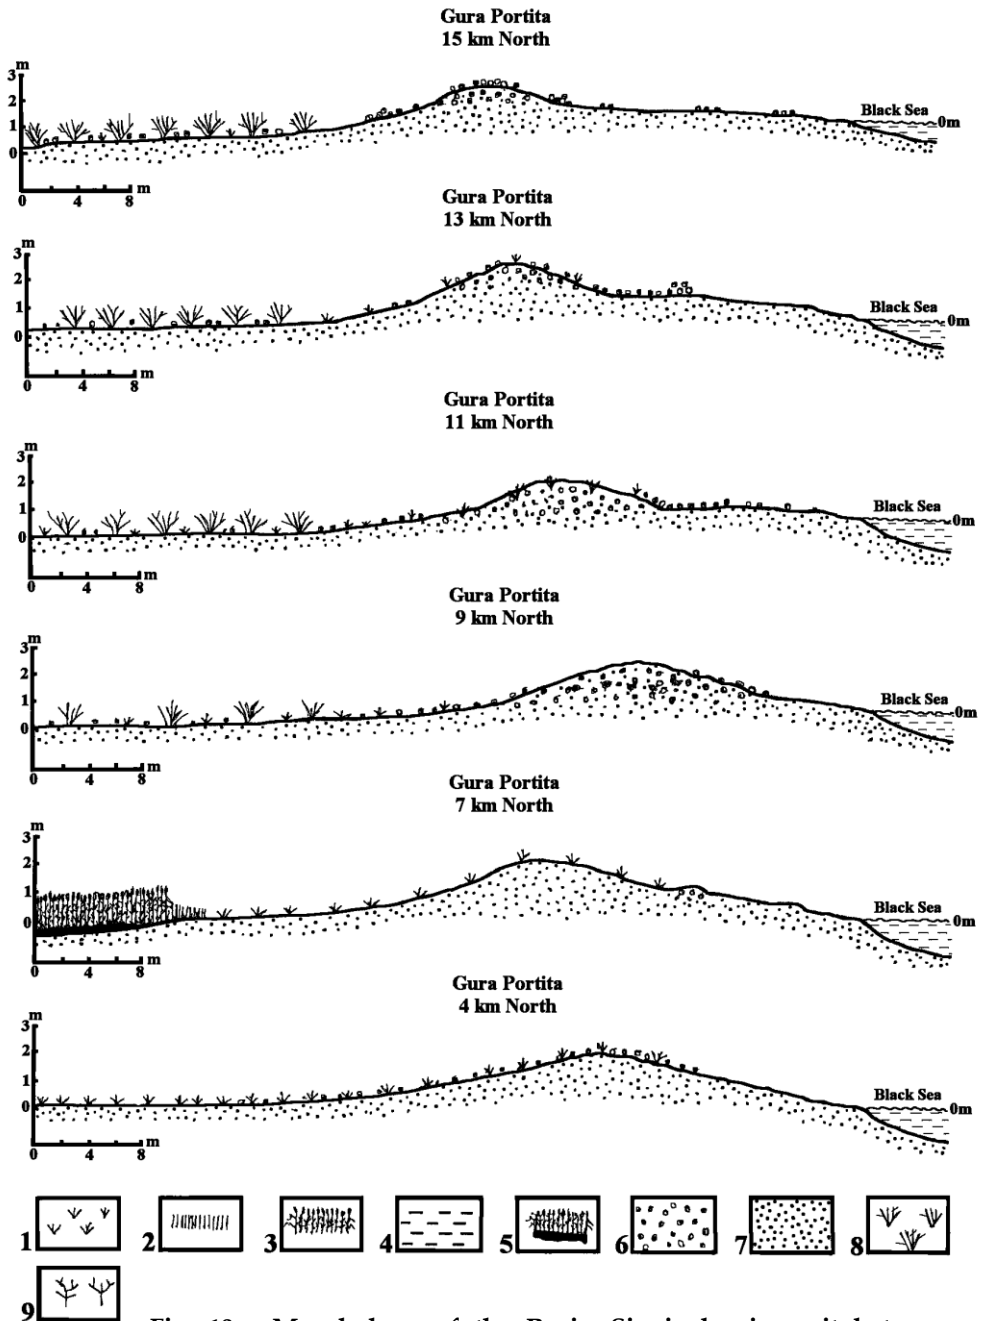 Gura Portita
15 km North
m
3
2
1
0
Black Sea
0m
0 4 8 m
Gura Portita
13 km North
m
3
2
1
0
Black Sea
0m
0 4 8 m
Gura Portita
11 km North
m
3
2
1
0
Black Sea
0m
0 4 8 m
Gura Portita
9 km North
m
3
2
1
0
Black Sea
0m
0 4 8 m
Gura Portita
7 km North
m
3
2
1
0
Black Sea
0m
0 4 8 m
Gura Portita
4 km North
m
3
2
1
0
Black Sea
0m
0 4 8 m
1 2 3 4 5 6 7 8
9